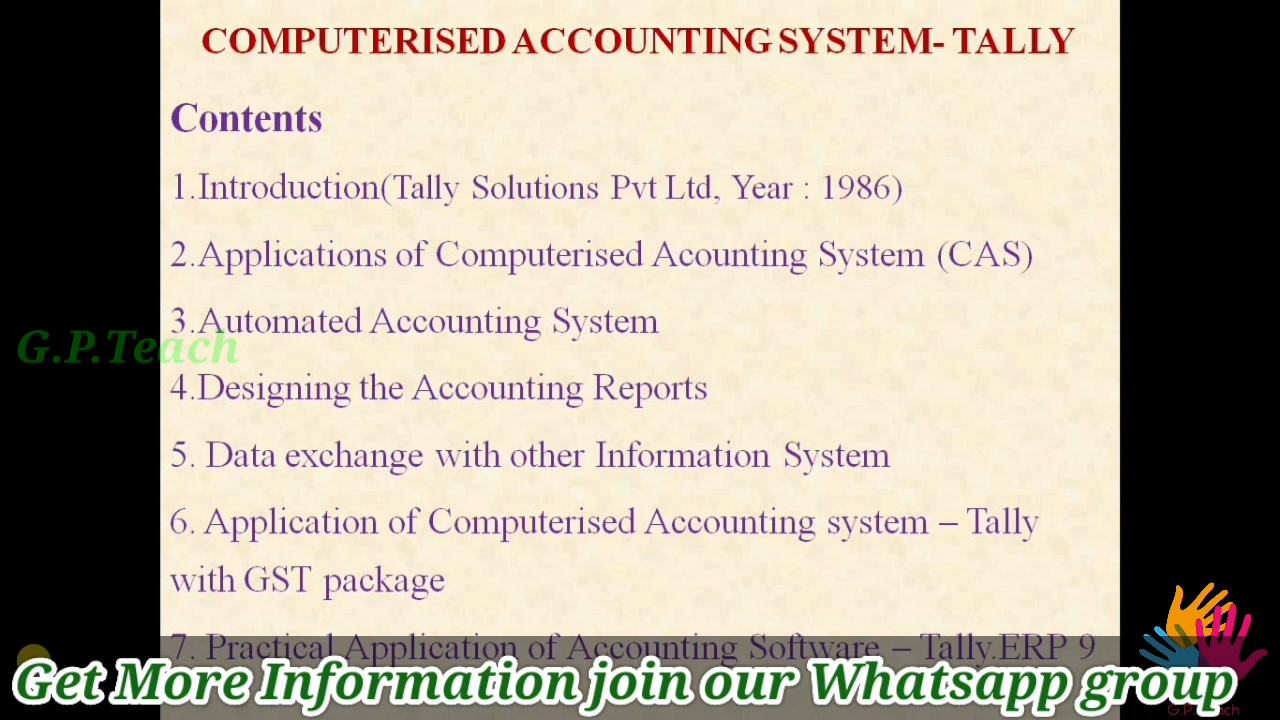 COMPUTERISED ACCOUNTING SYSTEM- TALLY
Contents
1.Introduction(Tally Solutions Pvt Ltd, Year : 1986)
2.Applications of Computerised Acounting System (CAS)
3.Automated Accounting System
G.P.Teach
4.Designing the Accounting Reports
5. Data exchange with other Information System
6. Application of Computerised Accounting system – Tally
with GST package
7. Practical Application of Accounting Software – Tally.ERP 9
Get More Information join our Whatsapp group
G.P.Teach